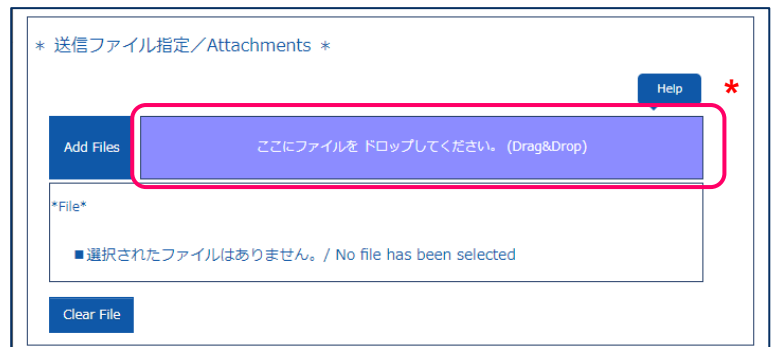 * 送信ファイル指定／Attachments *
Help *
Add Files ここにファイルを ドロップしてください。 (Drag&Drop)
*File*
■選択されたファイルはありません。/ No file has been selected
Clear File